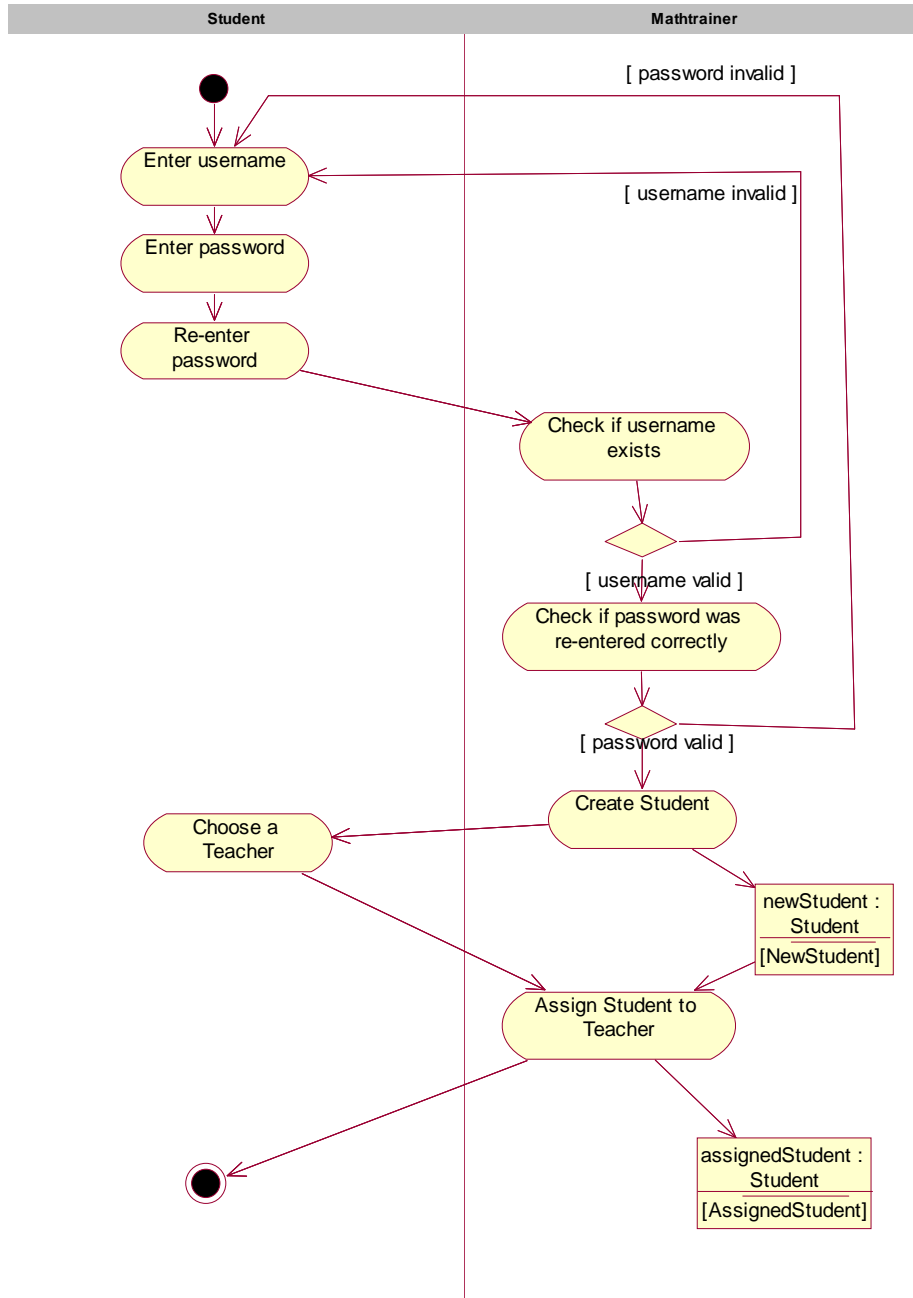 Student
Mathtrainer
[ password invalid ]
Enter username
[ username invalid ]
Enter password
Re-enter
password
Check if username
exists
[ username valid ]
Check if password was
re-entered correctly
[ password valid ]
Create Student
Choose a
Teacher
newStudent :
Student
[NewStudent]
Assign Student to
Teacher
assignedStudent :
Student
[AssignedStudent]